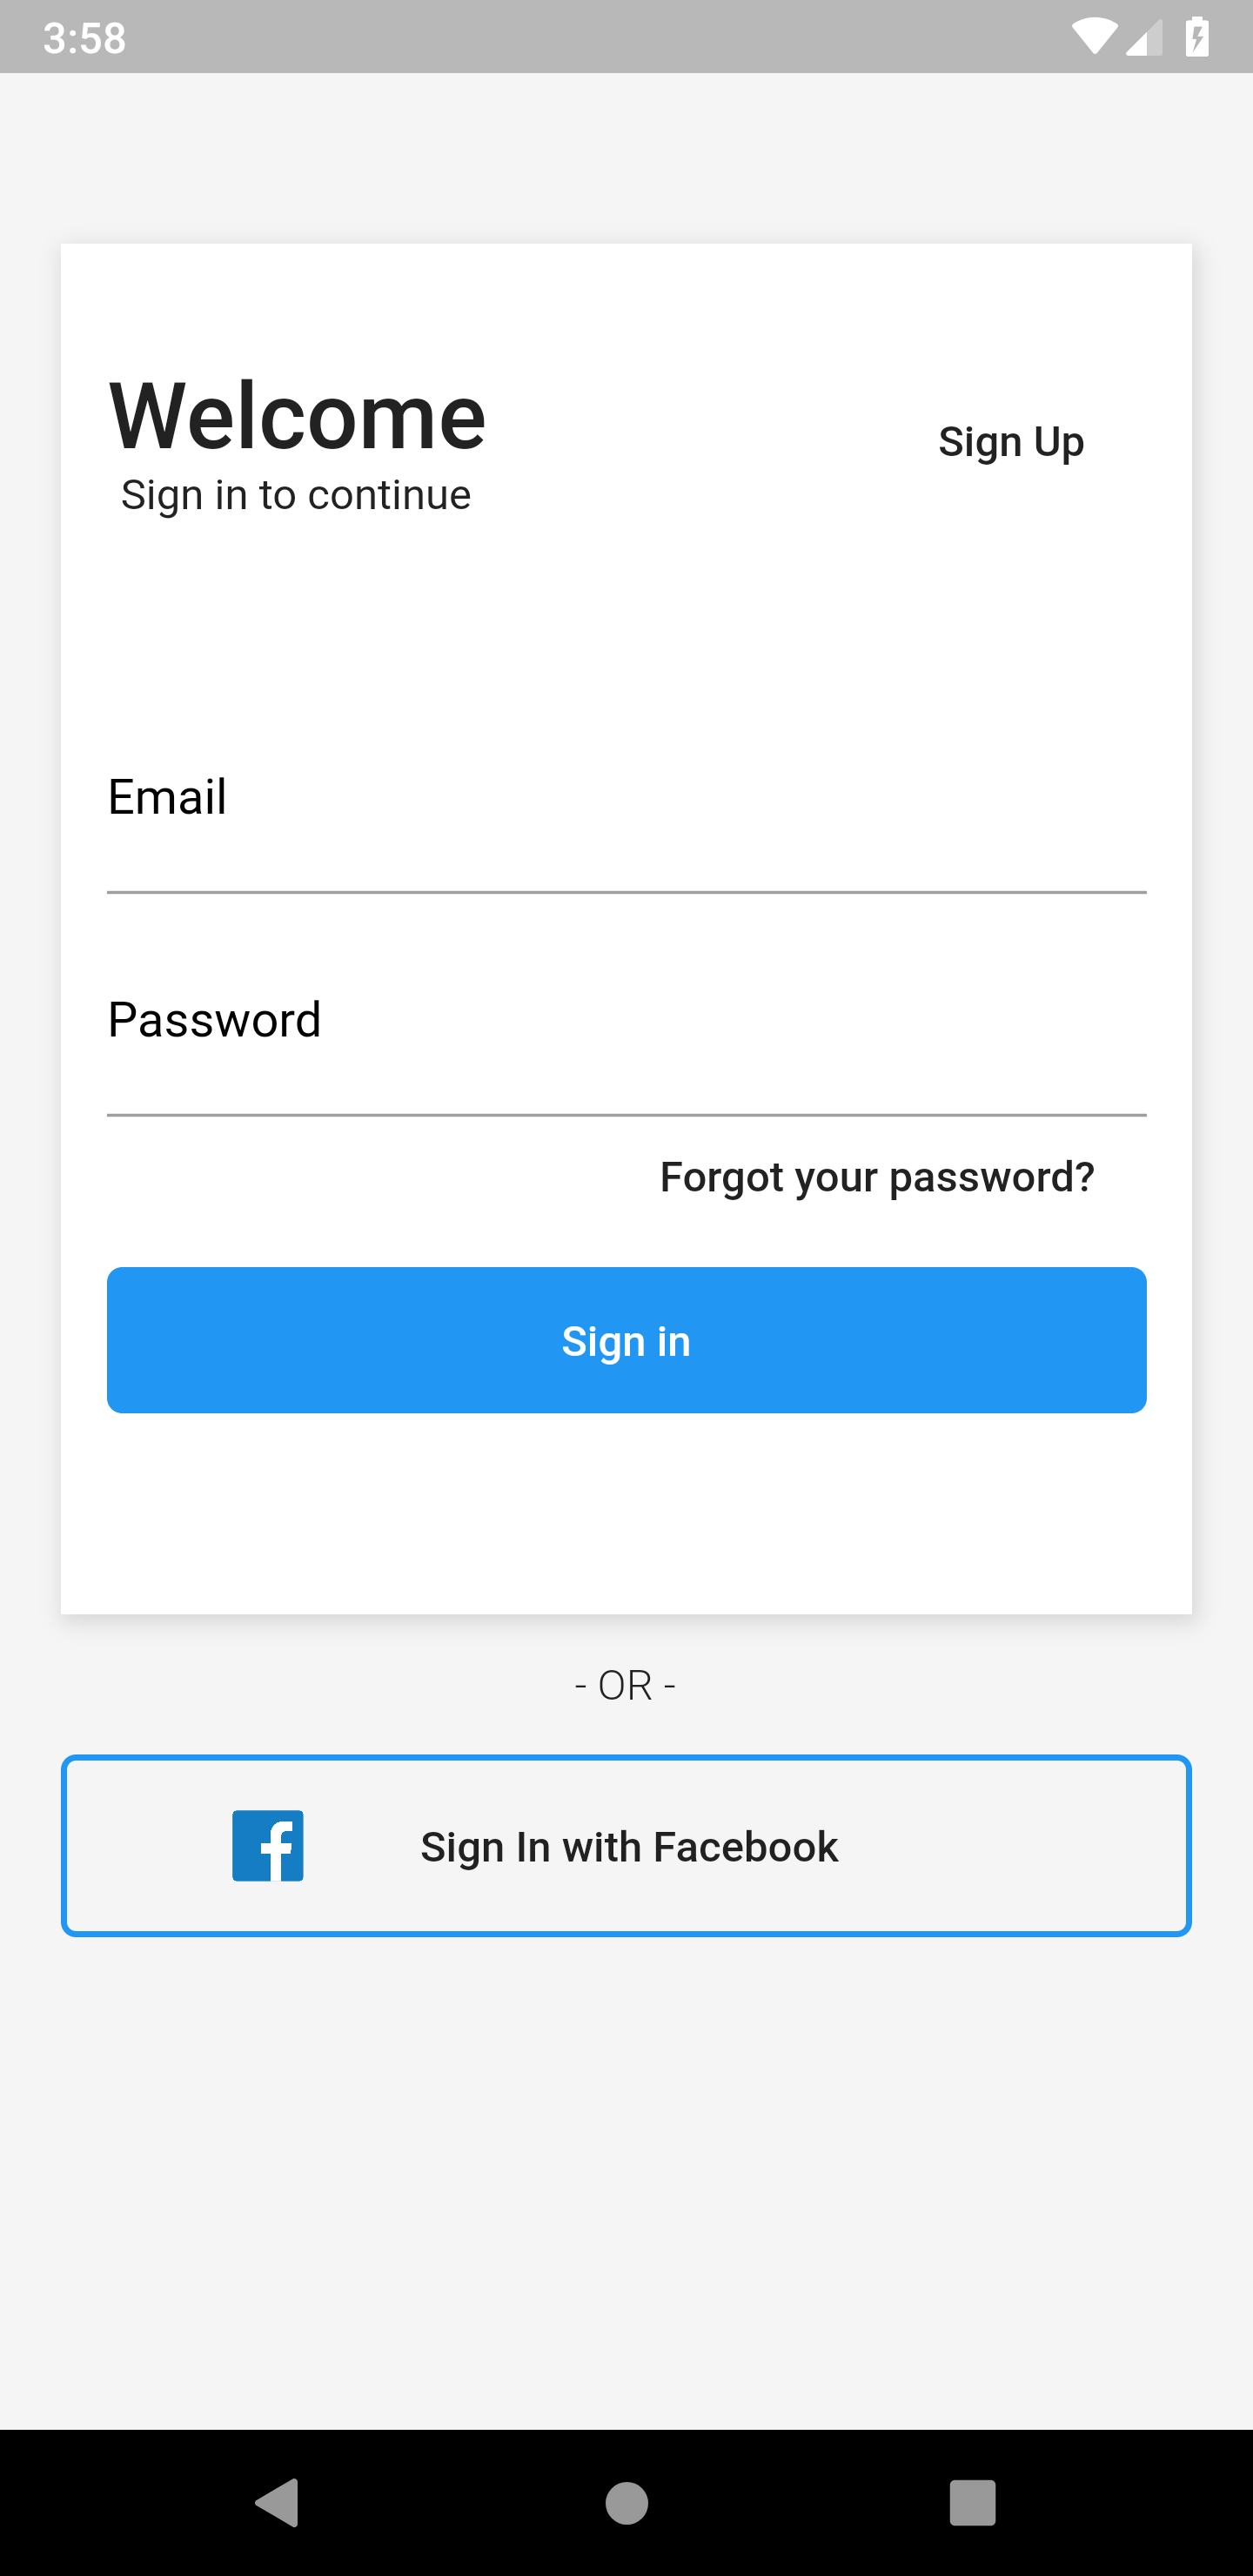 3:58
Welcome
Sign Up
Sign in to continue
Email
Password
Forgot your password?
Sign in
- OR -
Sign In with Facebook